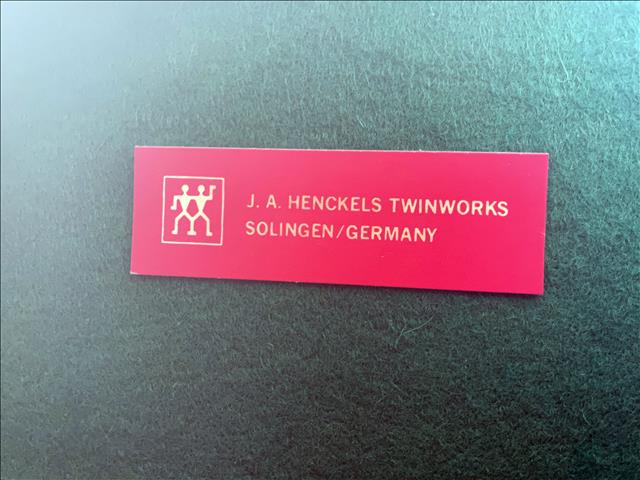 J. A. HENCKELS TWINWORKS
SOLINGEN/GERMANY